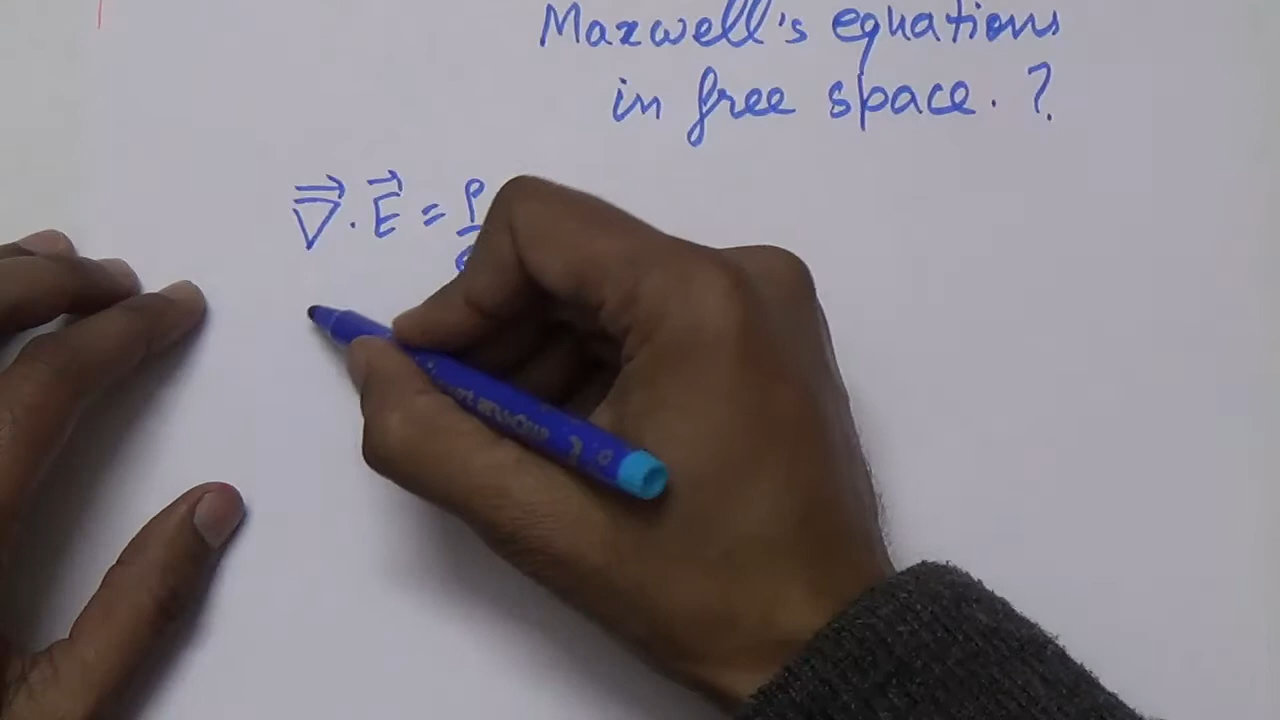 Maxwell's equations
in free space. ?
∇⃗ . E⃗ = ρ